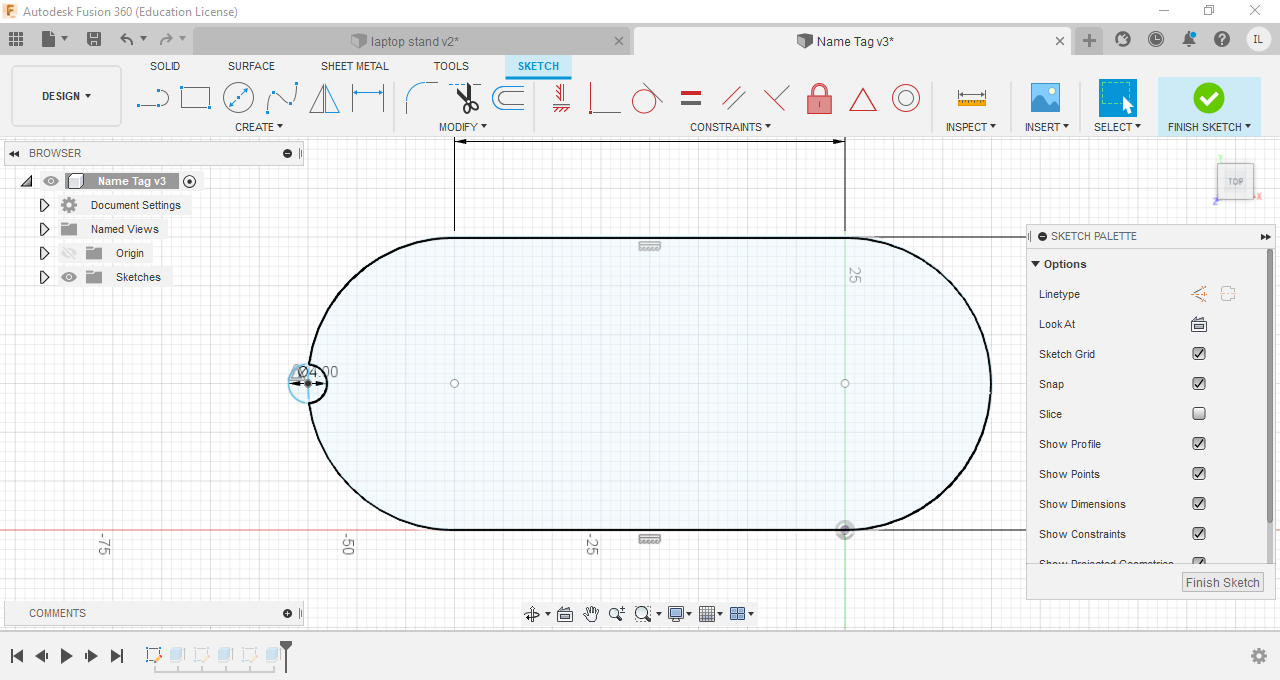 Autodesk Fusion 360 (Education License)
laptop stand v2*
Name Tag v3*
IL
DESIGN
SOLID
SURFACE
SHEET METAL
TOOLS
SKETCH
CREATE
MODIFY
CONSTRAINTS
INSPECT
INSERT
SELECT
FINISH SKETCH
BROWSER
Name Tag v3
Document Settings
Named Views
Origin
Sketches
TOP
X
Y
Z
25
Ø4.00
-75
-50
-25
SKETCH PALETTE
Options
Linetype
Look At
Sketch Grid
Snap
Slice
Show Profile
Show Points
Show Dimensions
Show Constraints
Show Projected Geometries
Finish Sketch
COMMENTS